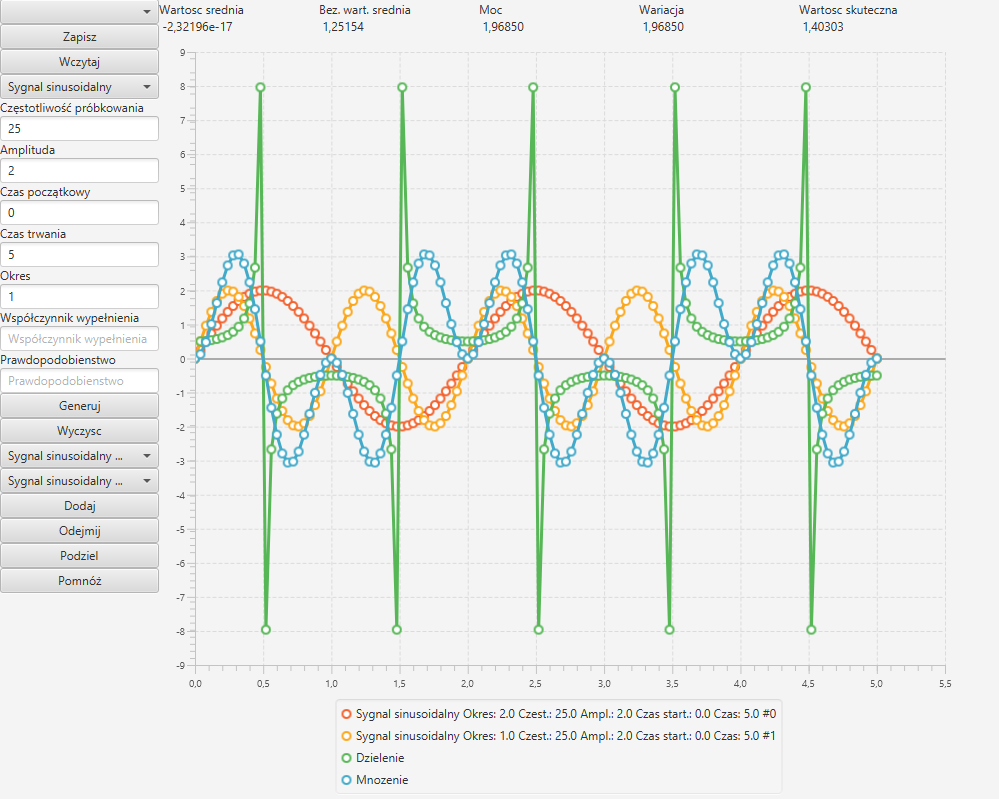 Wartosc srednia
Bez. wart. srednia
Moc
Wariacja
Wartosc skuteczna
-2,32196e-17
1,25154
1,96850
1,96850
1,40303
Zapisz
Wczytaj
Sygnal sinusoidalny
Częstotliwość próbkowania
25
Amplituda
2
Czas początkowy
0
Czas trwania
5
Okres
1
Współczynnik wypełnienia
Współczynnik wypełnienia
Prawdopodobienstwo
Prawdopodobienstwo
Generuj
Wyczysc
Sygnal sinusoidalny ...
Sygnal sinusoidalny ...
Dodaj
Odejmij
Podziel
Pomnóż
9
8
7
6
5
4
3
2
1
0
-1
-2
-3
-4
-5
-6
-7
-8
-9
0,0 0,5 1,0 1,5 2,0 2,5 3,0 3,5 4,0 4,5 5,0 5,5
Sygnal sinusoidalny Okres: 2.0 Czest.: 25.0 Ampl.: 2.0 Czas start.: 0.0 Czas: 5.0 #0
Sygnal sinusoidalny Okres: 1.0 Czest.: 25.0 Ampl.: 2.0 Czas start.: 0.0 Czas: 5.0 #1
Dzielenie
Mnozenie